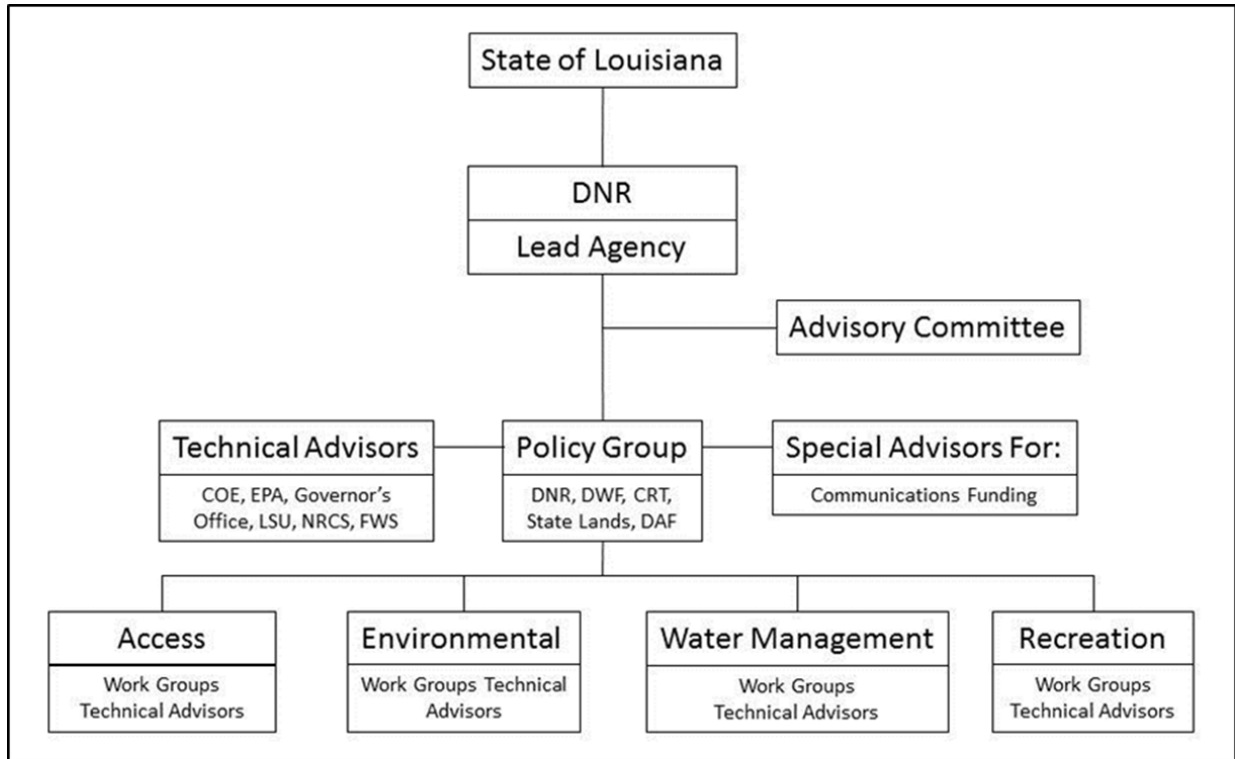 State of Louisiana
DNR
Lead Agency
Advisory Committee
Technical Advisors
COE, EPA, Governor's
Office, LSU, NRCS, FWS
Policy Group
DNR, DWF, CRT,
State Lands, DAF
Special Advisors For:
Communications Funding
Access
Work Groups
Technical Advisors
Environmental
Work Groups Technical
Advisors
Water Management
Work Groups
Technical Advisors
Recreation
Work Groups
Technical Advisors